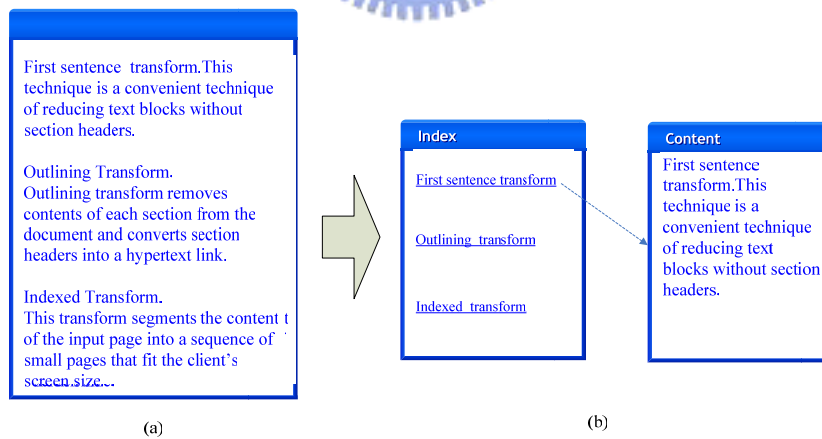 First sentence transform.This
technique is a convenient technique
of reducing text blocks without
section headers.
Outlining Transform.
Outlining transform removes
contents of each section from the
document and converts section
headers into a hypertext link.
Indexed Transform.
This transform segments the content t
of the input page into a sequence of
small pages that fit the client's
screen size...
(a)
Index
First sentence transform
Outlining transform
Indexed transform
Content
First sentence
transform.This
technique is a
convenient technique
of reducing text
blocks without section
headers.
(b)